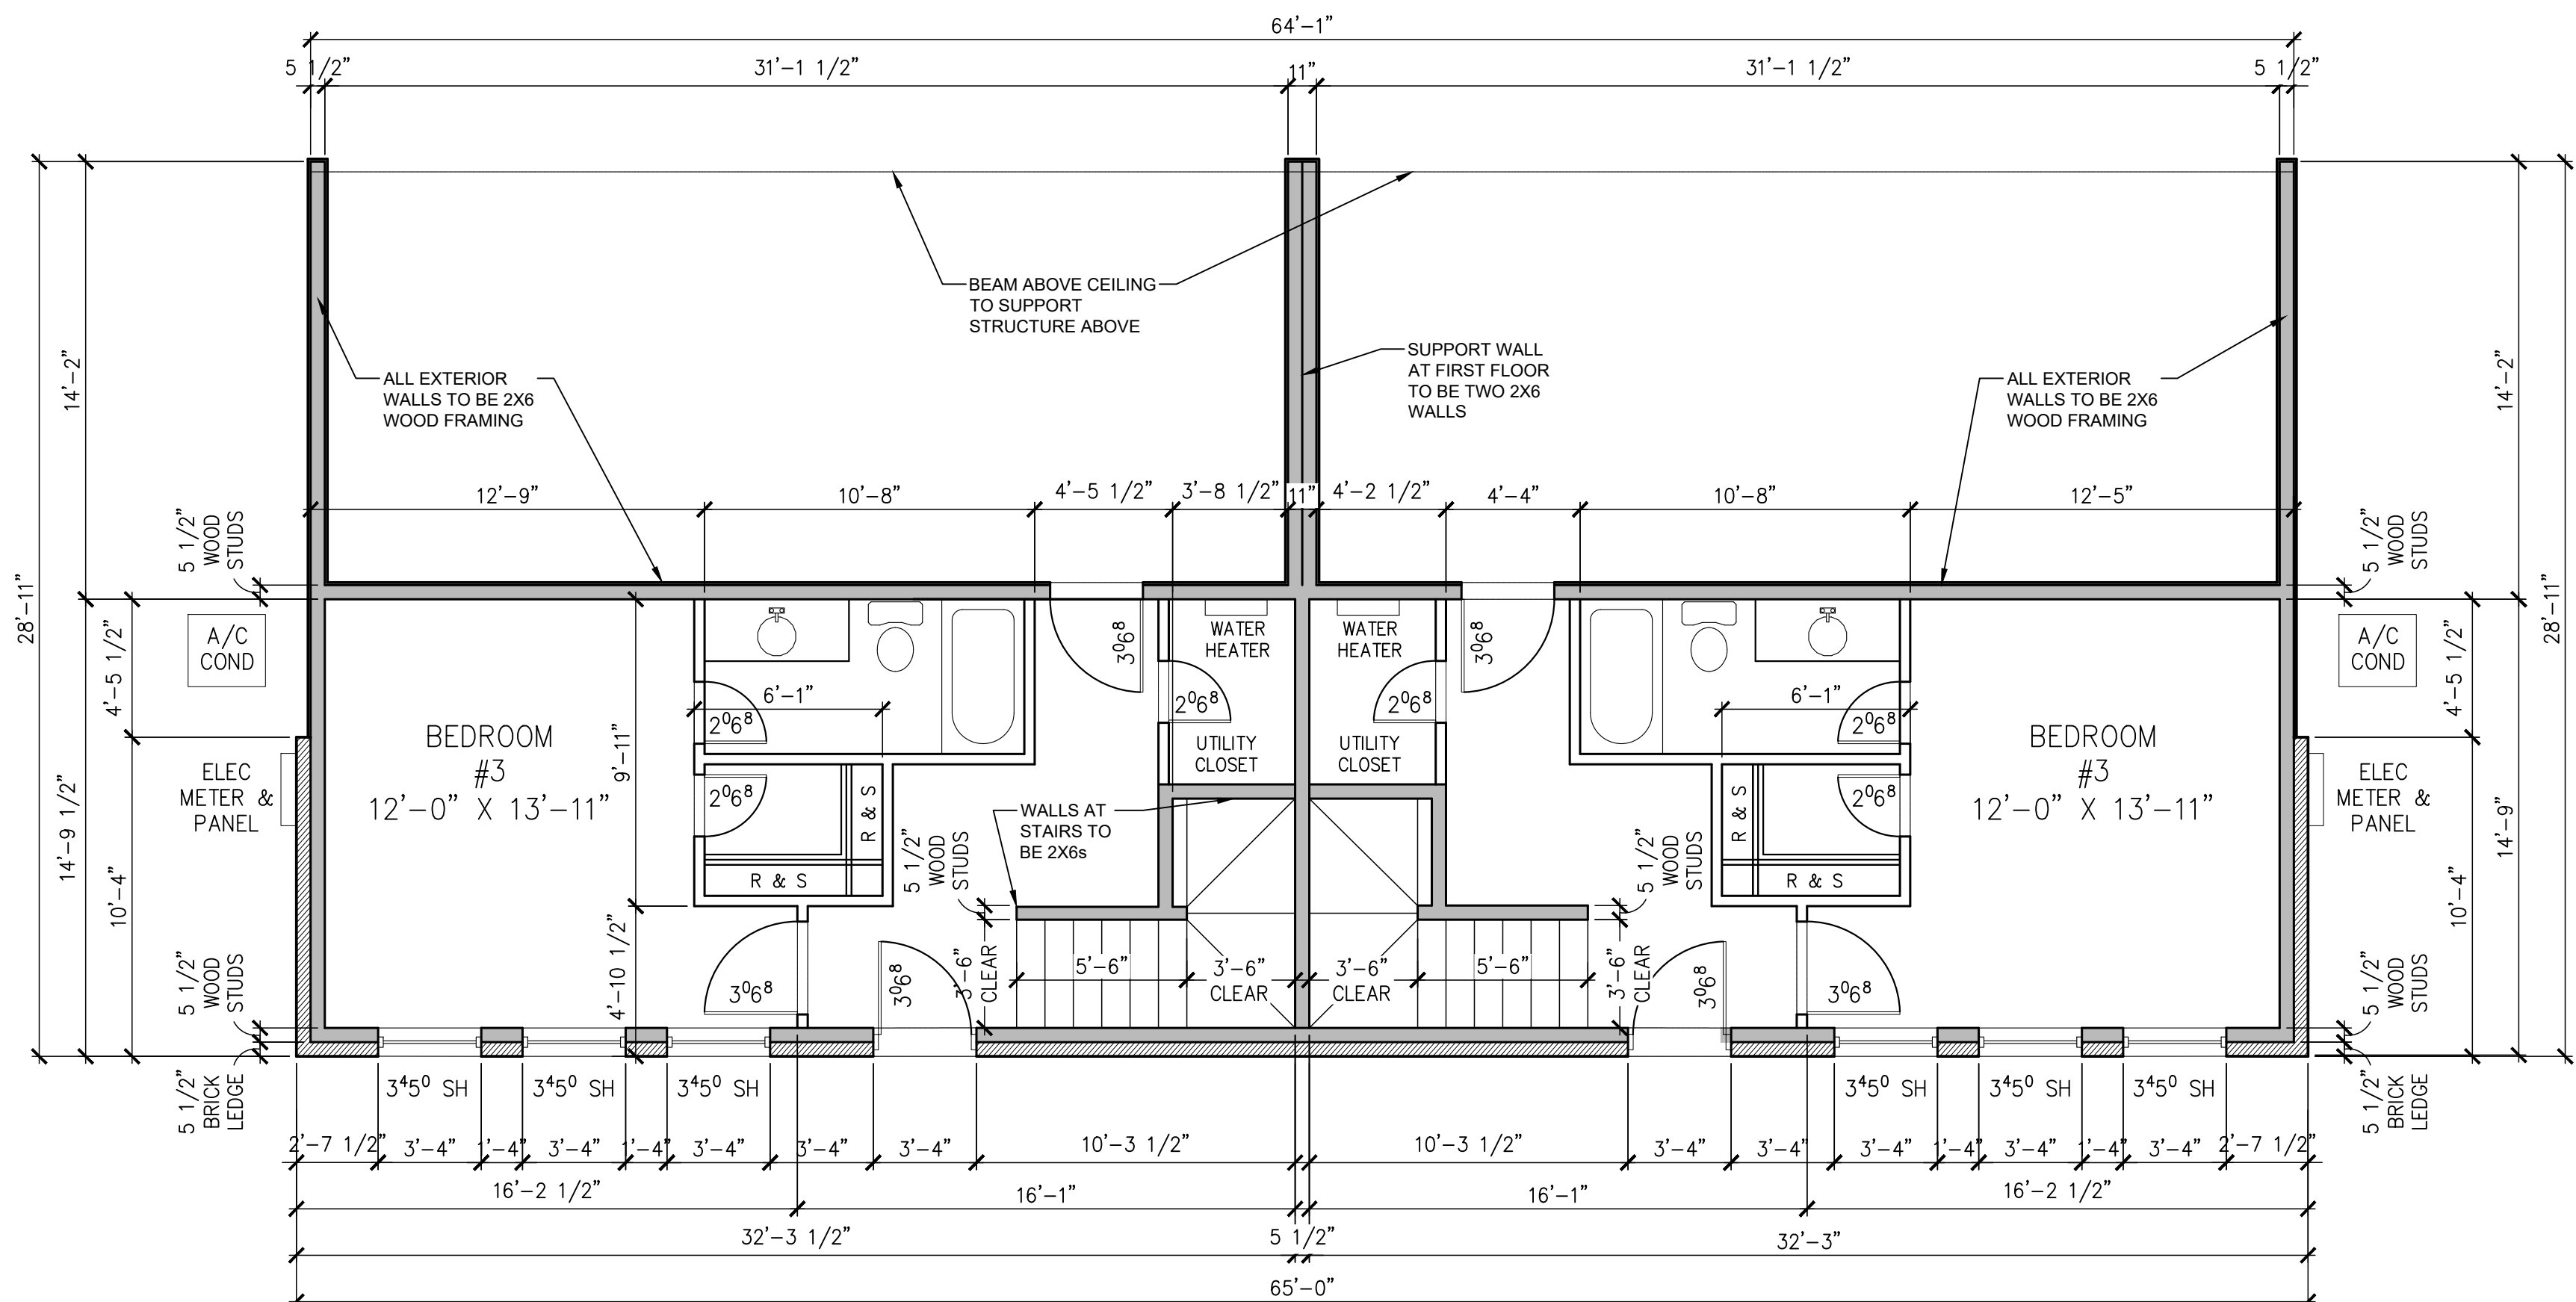 64'-1"
5 1/2"
31'-1 1/2"
11"
31'-1 1/2"
5 1/2"
BEAM ABOVE CEILING
TO SUPPORT
STRUCTURE ABOVE
SUPPORT WALL
AT FIRST FLOOR
TO BE TWO 2X6
WALLS
ALL EXTERIOR
WALLS TO BE 2X6
WOOD FRAMING
ALL EXTERIOR
WALLS TO BE 2X6
WOOD FRAMING
14'-2"
14'-2"
28'-11"
28'-11"
12'-9"
10'-8"
4'-5 1/2"
3'-8 1/2"
11"
4'-2 1/2"
4'-4"
10'-8"
12'-5"
5 1/2"
WOOD
STUDS
5 1/2"
WOOD
STUDS
A/C
COND
A/C
COND
4'-5 1/2"
4'-5 1/2"
WATER
HEATER
WATER
HEATER
3⁰6⁸
3⁰6⁸
2⁰6⁸
2⁰6⁸
6'-1"
6'-1"
2⁰6⁸
2⁰6⁸
UTILITY
CLOSET
UTILITY
CLOSET
BEDROOM
#3
12'-0" X 13'-11"
BEDROOM
#3
12'-0" X 13'-11"
9'-11"
ELEC
METER &
PANEL
ELEC
METER &
PANEL
2⁰6⁸
2⁰6⁸
R & S
R & S
R & S
R & S
WALLS AT
STAIRS TO
BE 2X6s
5 1/2"
WOOD
STUDS
5 1/2"
WOOD
STUDS
14'-9 1/2"
14'-9"
10'-4"
10'-4"
4'-10 1/2"
3'-6"
CLEAR
5'-6"
3'-6"
CLEAR
3'-6"
CLEAR
5'-6"
3'-6"
CLEAR
3⁰6⁸
3⁰6⁸
3⁰6⁸
3⁰6⁸
5 1/2"
WOOD
STUDS
5 1/2"
WOOD
STUDS
5 1/2"
BRICK
LEDGE
5 1/2"
BRICK
LEDGE
3⁴5⁰ SH
3⁴5⁰ SH
3⁴5⁰ SH
3⁴5⁰ SH
3⁴5⁰ SH
3⁴5⁰ SH
2'-7 1/2"
3'-4"
1'-4"
3'-4"
1'-4"
3'-4"
3'-4"
3'-4"
10'-3 1/2"
10'-3 1/2"
3'-4"
3'-4"
3'-4"
1'-4"
3'-4"
1'-4"
3'-4"
2'-7 1/2"
16'-2 1/2"
16'-1"
16'-1"
16'-2 1/2"
32'-3 1/2"
5 1/2"
32'-3"
65'-0"